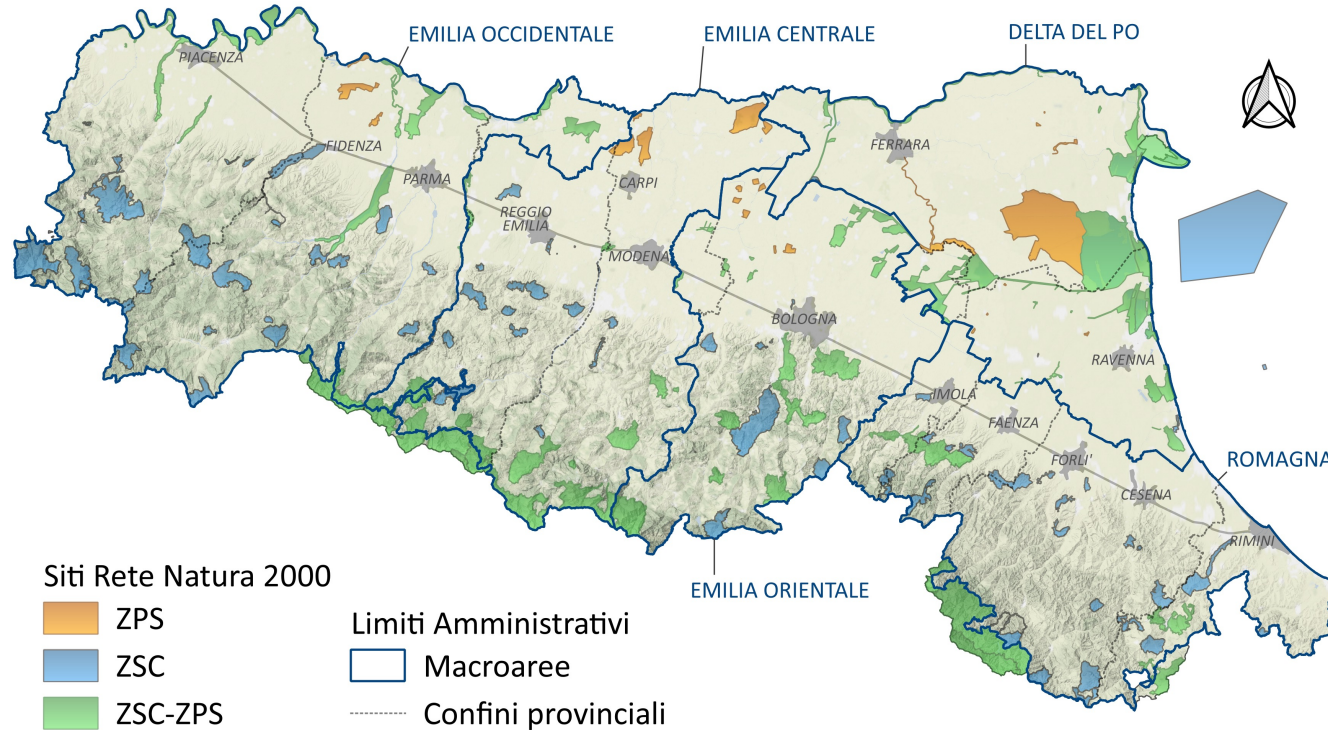 EMILIA OCCIDENTALE
EMILIA CENTRALE
DELTA DEL PO
PIACENZA
FIDENZA
PARMA
REGGIO
EMILIA
CARPI
MODENA
FERRARA
BOLOGNA
RAVENNA
IMOLA
FAENZA
FORLI'
CESENA
ROMAGNA
RIMINI
EMILIA ORIENTALE
Siti Rete Natura 2000
ZPS
ZSC
ZSC-ZPS
Limiti Amministrativi
Macroaree
Confini provinciali